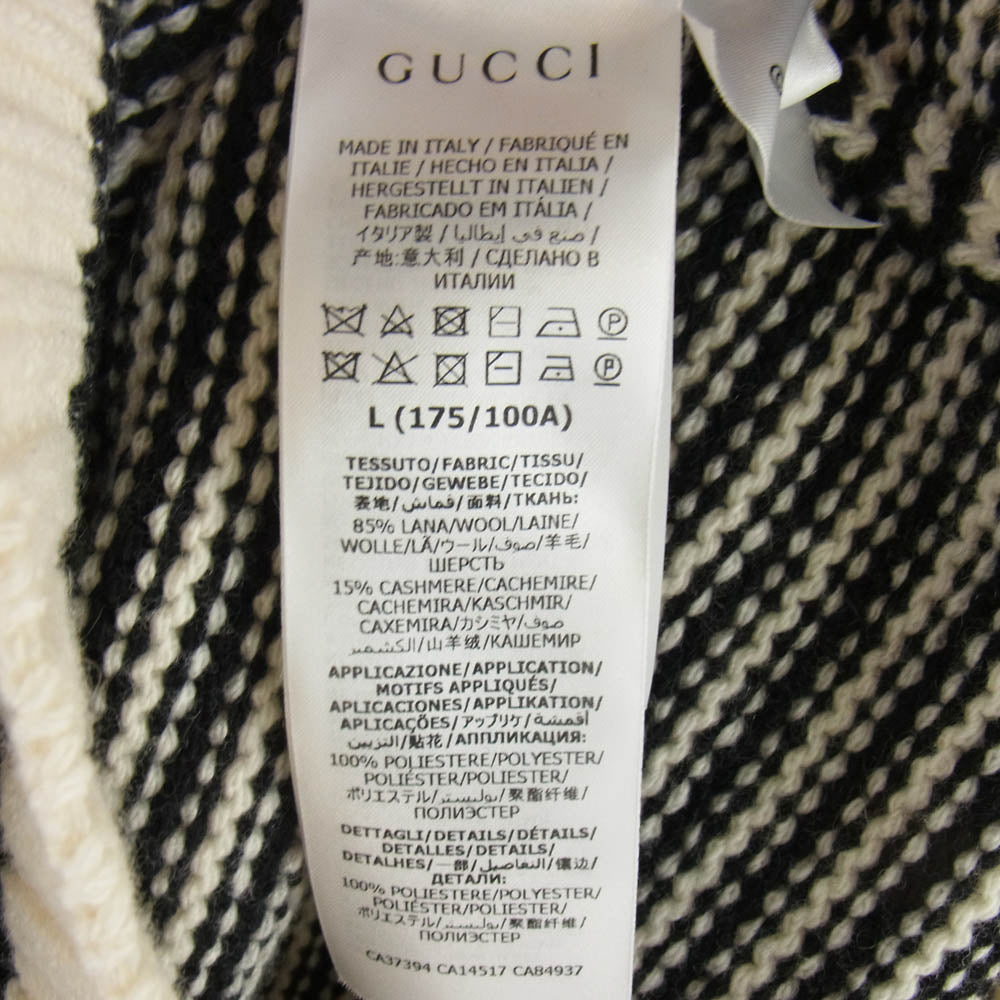 GUCCI
MADE IN ITALY / FABRIQUÉ EN
ITALIE / HECHO EN ITALIA /
HERGESTELLT IN ITALIEN /
FABRICADO EM ITÁLIA /
イタリア製 / صنع في إيطاليا /
产地:意大利 / СДЕЛАНО В
ИТАЛИИ
P
P
L (175/100A)
TESSUTO/FABRIC/TISSU/
TEJIDO/GEWEBE/TECIDO/
表地/قماش/面料/ТКАНЬ:
85% LANA/WOOL/LAINE/
WOLLE/LÃ/ウール/صوف/羊毛/
ШЕРСТЬ
15% CASHMERE/CACHEMIRE/
CACHEMIRA/KASCHMIR/
CAXEMIRA/カシミヤ/صوف
الكشمير/山羊绒/КАШЕМИР
APPLICAZIONE/APPLICATION/
MOTIFS APPLIQUÉS/
APLICACIONES/APPLIKATION/
APLICAÇÕES/アップリケ/أقمشة
التزيين/贴花/АППЛИКАЦИЯ:
100% POLIESTERE/POLYESTER/
POLIÉSTER/POLIESTER/
ポリエステル/بوليستر/聚酯纤维/
ПОЛИЭСТЕР
DETTAGLI/DETAILS/DÉTAILS/
DETALLES/DETAILS/
DETALHES/一部/التفاصيل/镶边/
ДЕТАЛИ:
100% POLIESTERE/POLYESTER/
POLIÉSTER/POLIESTER/
ポリエステル/بوليستر/聚酯纤维/
ПОЛИЭСТЕР
CA37394 CA14517 CA84937